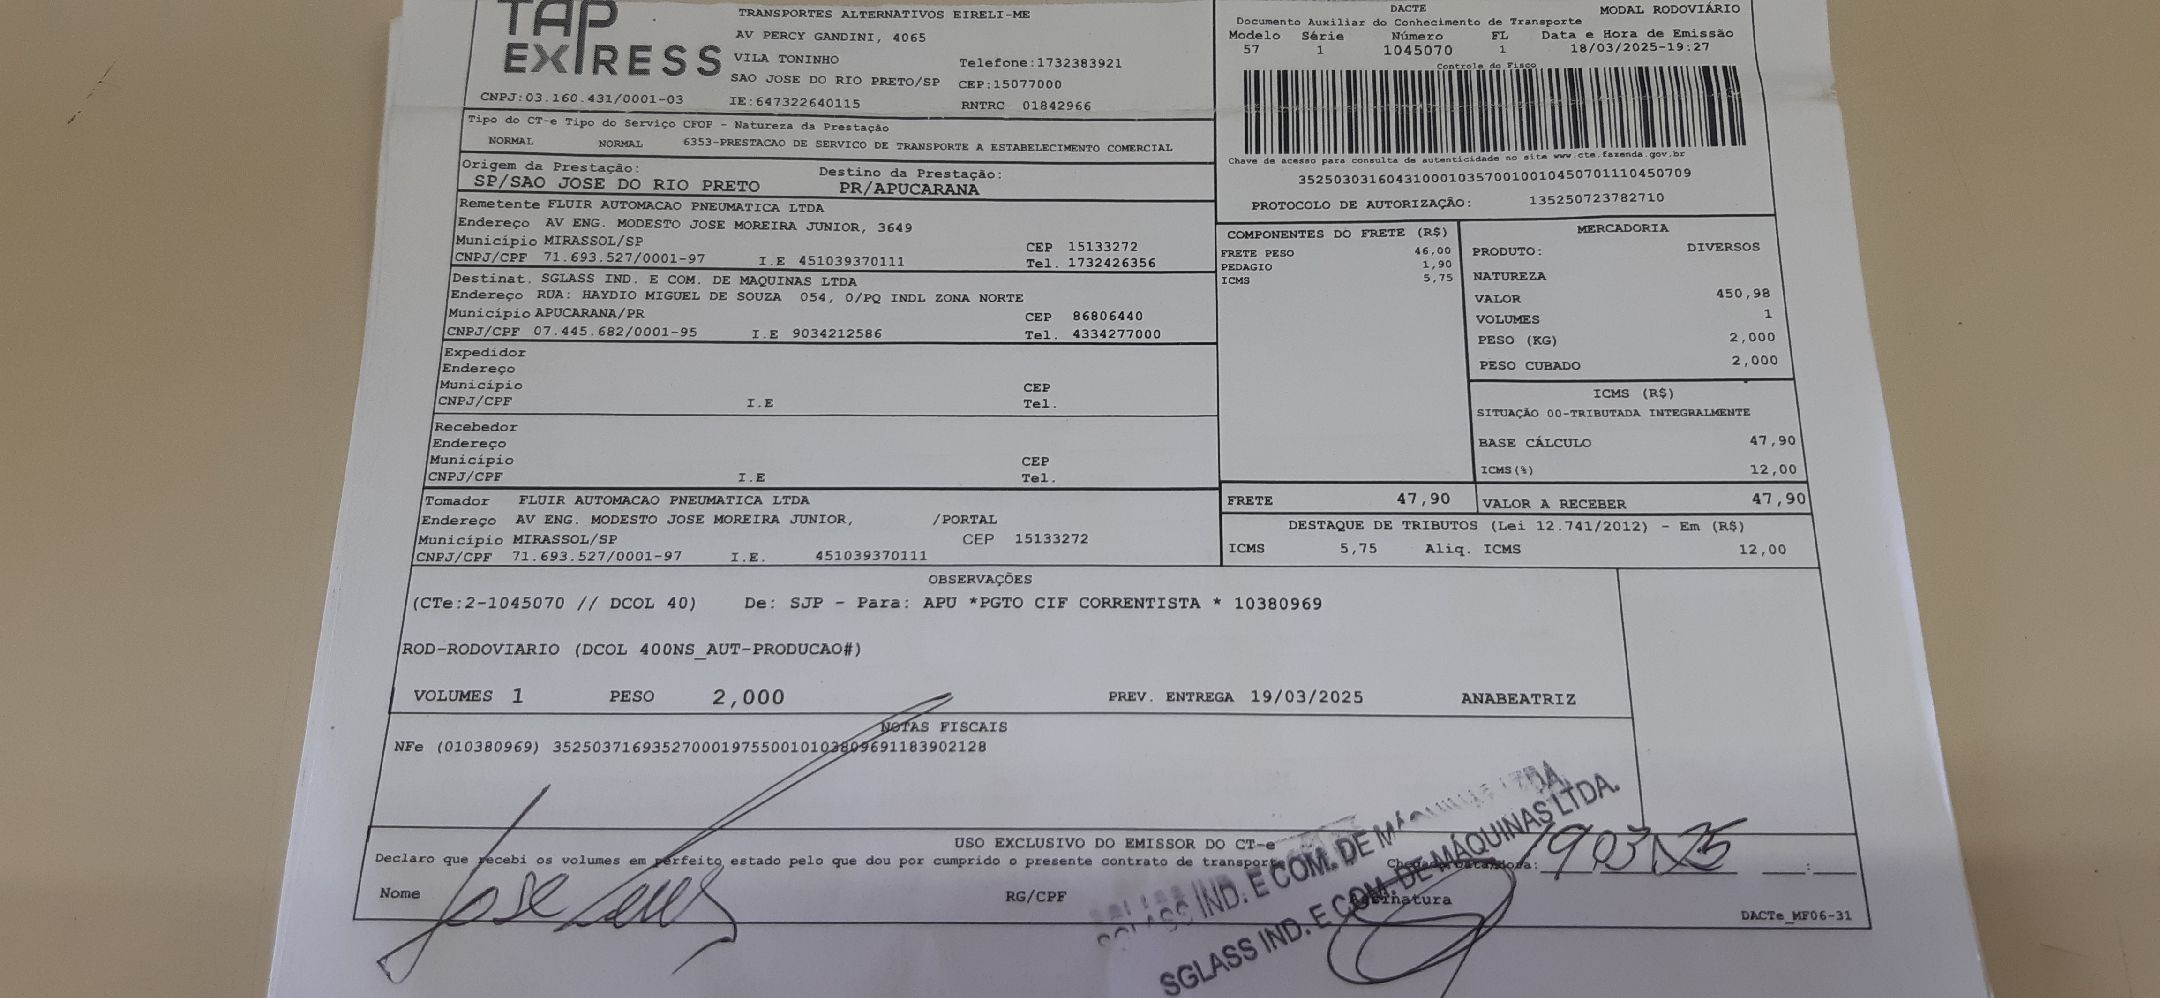 TAP EXPRESS
TRANSPORTES ALTERNATIVOS EIRELI-ME
AV PERCY GANDINI, 4065
VILA TONINHO Telefone:1732383921
SAO JOSE DO RIO PRETO/SP CEP:15077000
CNPJ:03.160.431/0001-03 IE:647322640115 RNTRC 01842966
DACTE MODAL RODOVIÁRIO
Documento Auxiliar do Conhecimento de Transporte
Modelo Série Número FL Data e Hora de Emissão
57 1 1045070 1 18/03/2025-19:27
Controle do Fisco
Chave de acesso para consulta de autenticidade no site www.cte.fazenda.gov.br
35250303160431000103570010010450701110450709
PROTOCOLO DE AUTORIZAÇÃO: 135250723782710
Tipo do CT-e Tipo do Serviço CFOP - Natureza da Prestação
NORMAL NORMAL 6353-PRESTACAO DE SERVICO DE TRANSPORTE A ESTABELECIMENTO COMERCIAL
Origem da Prestação: Destino da Prestação:
SP/SAO JOSE DO RIO PRETO PR/APUCARANA
Remetente FLUIR AUTOMACAO PNEUMATICA LTDA
Endereço AV ENG. MODESTO JOSE MOREIRA JUNIOR, 3649
Município MIRASSOL/SP CEP 15133272
CNPJ/CPF 71.693.527/0001-97 I.E 451039370111 Tel. 1732426356
Destinat. SGLASS IND. E COM. DE MAQUINAS LTDA
Endereço RUA: HAYDIO MIGUEL DE SOUZA 054, 0/PQ INDL ZONA NORTE
Município APUCARANA/PR CEP 86806440
CNPJ/CPF 07.445.682/0001-95 I.E 9034212586 Tel. 4334277000
Expedidor
Endereço
Município CEP
CNPJ/CPF I.E Tel.
Recebedor
Endereço
Município CEP
CNPJ/CPF I.E Tel.
Tomador FLUIR AUTOMACAO PNEUMATICA LTDA
Endereço AV ENG. MODESTO JOSE MOREIRA JUNIOR, /PORTAL
Município MIRASSOL/SP CEP 15133272
CNPJ/CPF 71.693.527/0001-97 I.E. 451039370111
COMPONENTES DO FRETE (R$)
FRETE PESO 46,00
PEDAGIO 1,90
ICMS 5,75
MERCADORIA
PRODUTO: DIVERSOS
NATUREZA
VALOR 450,98
VOLUMES 1
PESO (KG) 2,000
PESO CUBADO 2,000
ICMS (R$)
SITUAÇÃO 00-TRIBUTADA INTEGRALMENTE
BASE CÁLCULO 47,90
ICMS(%) 12,00
FRETE 47,90 VALOR A RECEBER 47,90
DESTAQUE DE TRIBUTOS (Lei 12.741/2012) - Em (R$)
ICMS 5,75 Aliq. ICMS 12,00
OBSERVAÇÕES
(CTe:2-1045070 // DCOL 40) De: SJP - Para: APU *PGTO CIF CORRENTISTA * 10380969
ROD-RODOVIARIO (DCOL 400NS_AUT-PRODUCAO#)
VOLUMES 1 PESO 2,000 PREV. ENTREGA 19/03/2025 ANABEATRIZ
NOTAS FISCAIS
NFe (010380969) 35250371693527000197550010103809691183902128
USO EXCLUSIVO DO EMISSOR DO CT-e
Declaro que recebi os volumes em perfeito estado pelo que dou por cumprido o presente contrato de transporte
19 03 25 ___:___
Nome Jose RG/CPF Assinatura
SGLASS IND. E COM. DE MÁQUINAS LTDA.
SGLASS IND. E COM. DE MÁQUINAS LTDA.
DACTe_MF06-31